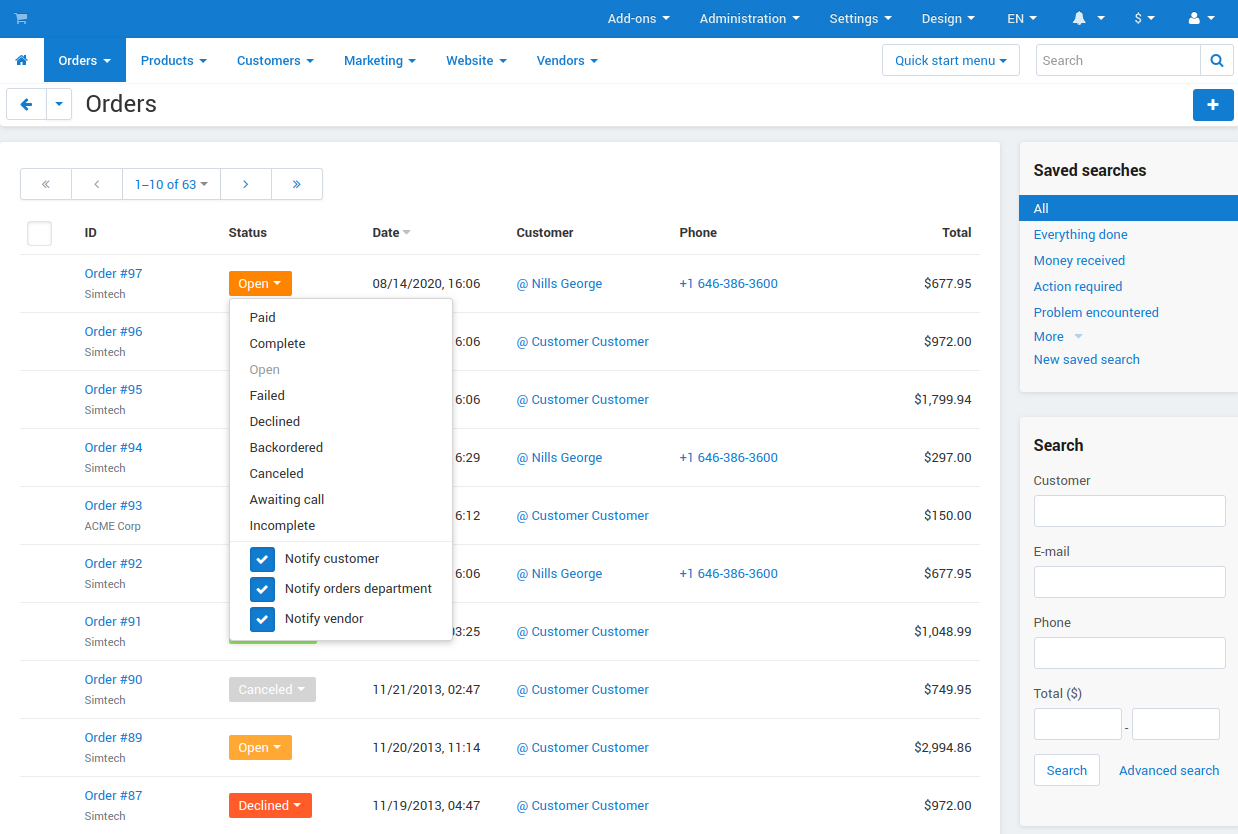 Add-ons Administration Settings Design EN $
Orders Products Customers Marketing Website Vendors Quick start menu Search
Orders +
« ‹ 1–10 of 63 › »
ID Status Date Customer Phone Total
Order #97 Open 08/14/2020, 16:06 @ Nills George +1 646-386-3600 $677.95
Simtech
Paid
Order #96 6:06 @ Customer Customer $972.00
Complete
Simtech
Open
Order #95 6:06 @ Customer Customer $1,799.94
Failed
Simtech
Declined
Order #94 6:29 @ Nills George +1 646-386-3600 $297.00
Backordered
Simtech
Canceled
Order #93 6:12 @ Customer Customer $150.00
Awaiting call
ACME Corp
Incomplete
Order #92 6:06 @ Nills George +1 646-386-3600 $677.95
Notify customer
Simtech
Notify orders department
Order #91 03:25 @ Customer Customer $1,048.99
Notify vendor
Simtech
Order #90 Canceled 11/21/2013, 02:47 @ Customer Customer $749.95
Simtech
Order #89 Open 11/20/2013, 11:14 @ Customer Customer $2,994.86
Simtech
Order #87 Declined 11/19/2013, 04:47 @ Customer Customer $972.00
Simtech
Saved searches
All
Everything done
Money received
Action required
Problem encountered
More
New saved search
Search
Customer
E-mail
Phone
Total ($)
-
Search Advanced search